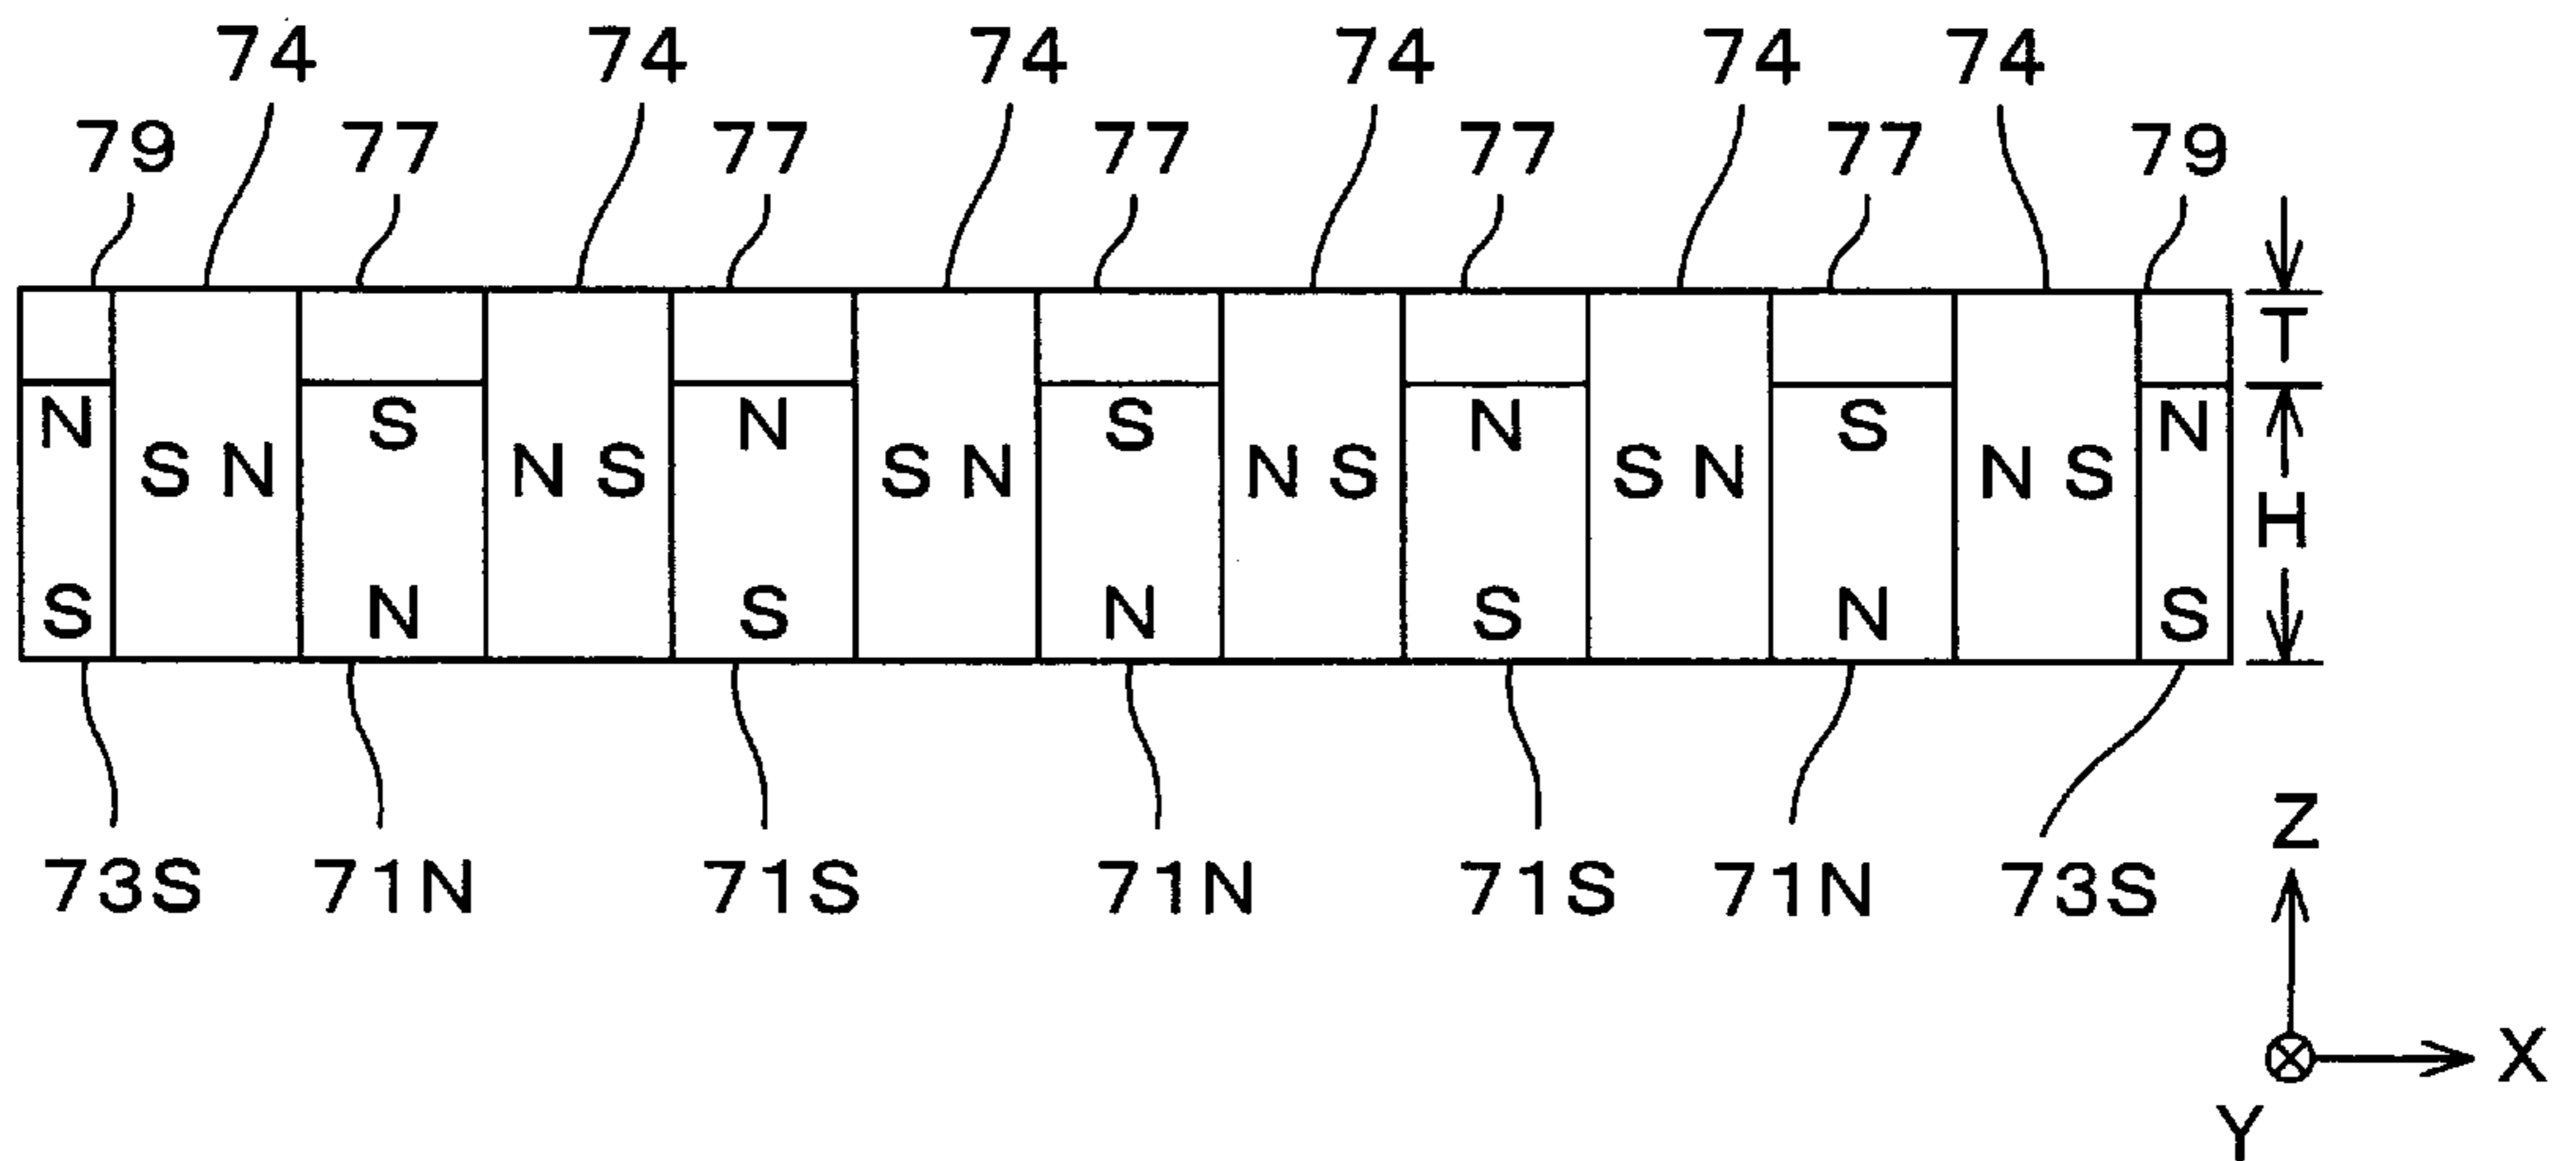 74 74 74 74 74 74
79 77 77 77 77 77 79
T
N S N S N S N
S N N S S N N S S N N S
H
S N S N S N S
73S 71N 71S 71N 71S 71N 73S
Z
X
Y